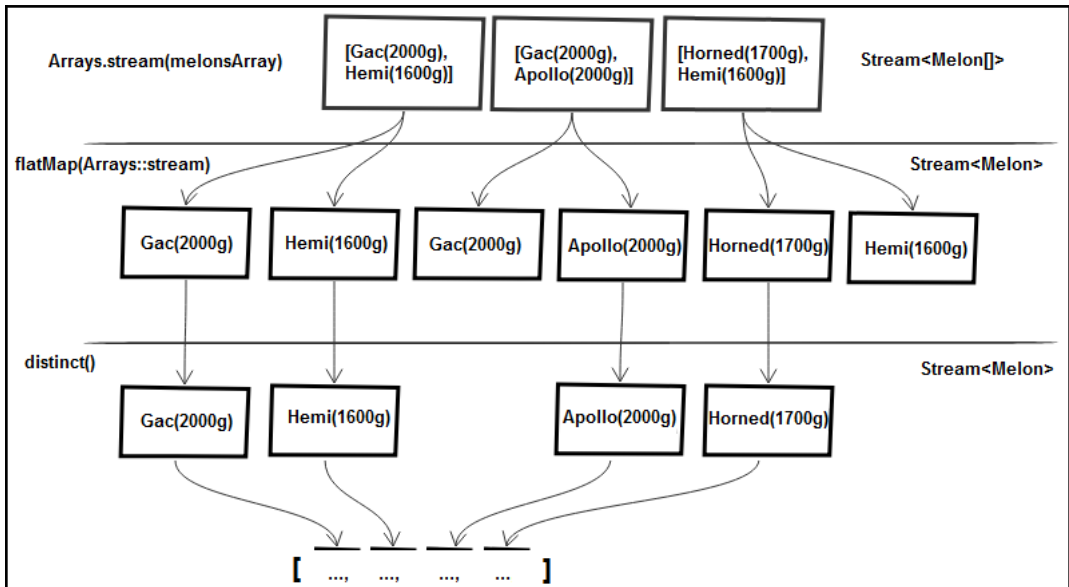 Arrays.stream(melonsArray)
[Gac(2000g),
Hemi(1600g)]
[Gac(2000g),
Apollo(2000g)]
[Horned(1700g),
Hemi(1600g)]
Stream<Melon[]>
flatMap(Arrays::stream)
Stream<Melon>
Gac(2000g)
Hemi(1600g)
Gac(2000g)
Apollo(2000g)
Horned(1700g)
Hemi(1600g)
distinct()
Stream<Melon>
Gac(2000g)
Hemi(1600g)
Apollo(2000g)
Horned(1700g)
[ ..., ..., ..., ... ]